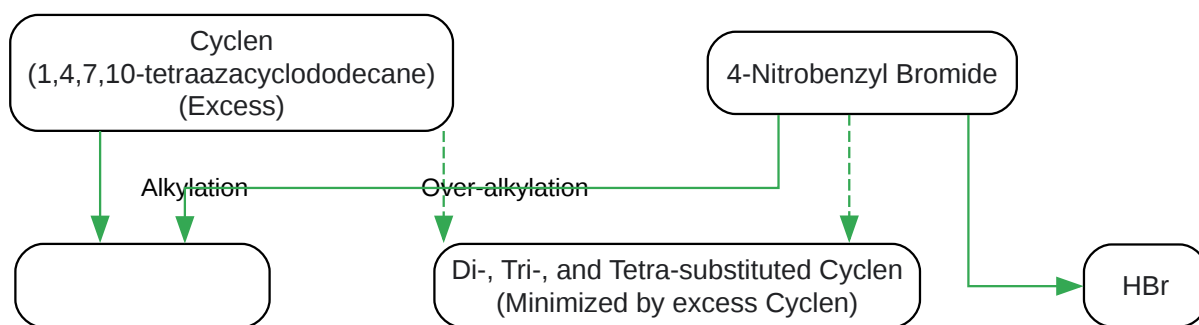 Cyclen
(1,4,7,10-tetraazacyclododecane)
(Excess)
4-Nitrobenzyl Bromide
Alkylation
Over-alkylation
Di-, Tri-, and Tetra-substituted Cyclen
(Minimized by excess Cyclen)
HBr